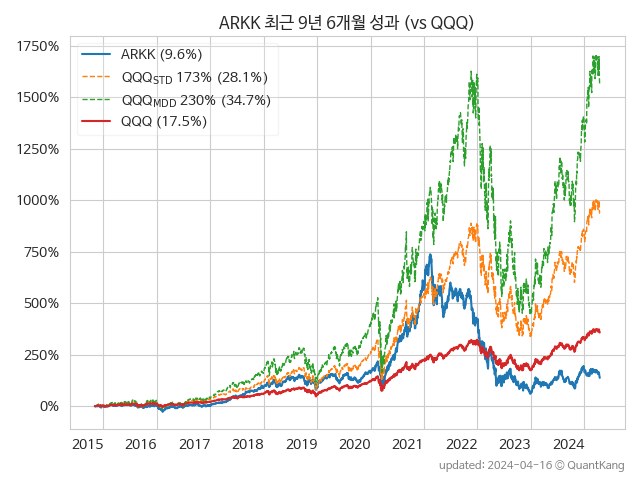 ARKK 최근 9년 6개월 성과 (vs QQQ)
1750%
1500%
1250%
1000%
750%
500%
250%
0%
ARKK (9.6%)
QQQSTD 173% (28.1%)
QQQMDD 230% (34.7%)
QQQ (17.5%)
2015 2016 2017 2018 2019 2020 2021 2022 2023 2024
updated: 2024-04-16 © QuantKang